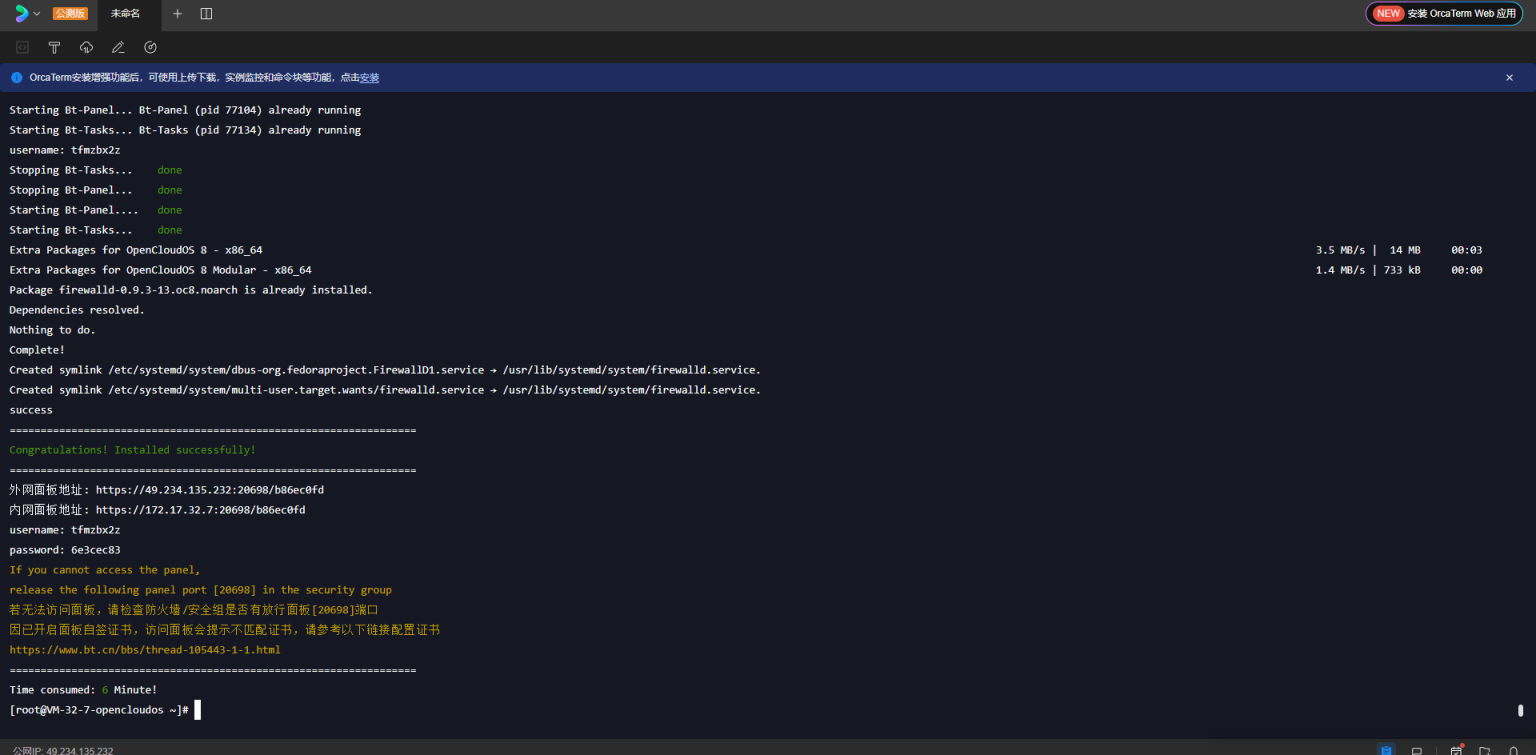 公测版
未命名
NEW 安装 OrcaTerm Web 应用
OrcaTerm安装增强功能后，可使用上传下载，实例监控和命令块等功能，点击安装
Starting Bt-Panel... Bt-Panel (pid 77104) already running
Starting Bt-Tasks... Bt-Tasks (pid 77134) already running
username: tfmzbx2z
Stopping Bt-Tasks... done
Stopping Bt-Panel... done
Starting Bt-Panel.... done
Starting Bt-Tasks... done
Extra Packages for OpenCloudOS 8 - x86_64 3.5 MB/s | 14 MB 00:03
Extra Packages for OpenCloudOS 8 Modular - x86_64 1.4 MB/s | 733 kB 00:00
Package firewalld-0.9.3-13.oc8.noarch is already installed.
Dependencies resolved.
Nothing to do.
Complete!
Created symlink /etc/systemd/system/dbus-org.fedoraproject.FirewallD1.service → /usr/lib/systemd/system/firewalld.service.
Created symlink /etc/systemd/system/multi-user.target.wants/firewalld.service → /usr/lib/systemd/system/firewalld.service.
success
==================================================================
Congratulations! Installed successfully!
==================================================================
外网面板地址: https://49.234.135.232:20698/b86ec0fd
内网面板地址: https://172.17.32.7:20698/b86ec0fd
username: tfmzbx2z
password: 6e3cec83
If you cannot access the panel,
release the following panel port [20698] in the security group
若无法访问面板，请检查防火墙/安全组是否有放行面板[20698]端口
因已开启面板自签证书，访问面板会提示不匹配证书，请参考以下链接配置证书
https://www.bt.cn/bbs/thread-105443-1-1.html
==================================================================
Time consumed: 6 Minute!
[root@VM-32-7-opencloudos ~]#
公网IP: 49.234.135.232